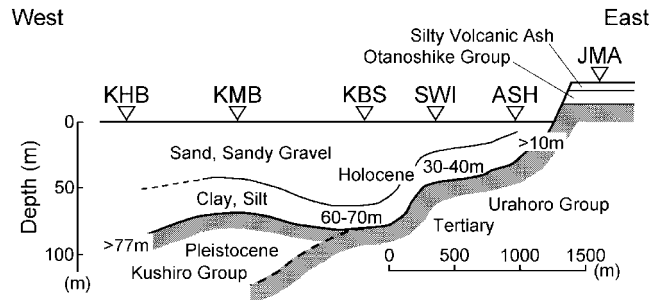 West
East
Silty Volcanic Ash
Otanoshike Group
JMA
KHB
KMB
KBS
SWI
ASH
0
Sand, Sandy Gravel
Holocene
>10m
30-40m
Depth (m)
50
Clay, Silt
60-70m
Urahoro Group
>77m
Pleistocene
Tertiary
100
Kushiro Group
(m)
0 500 1000 1500 (m)